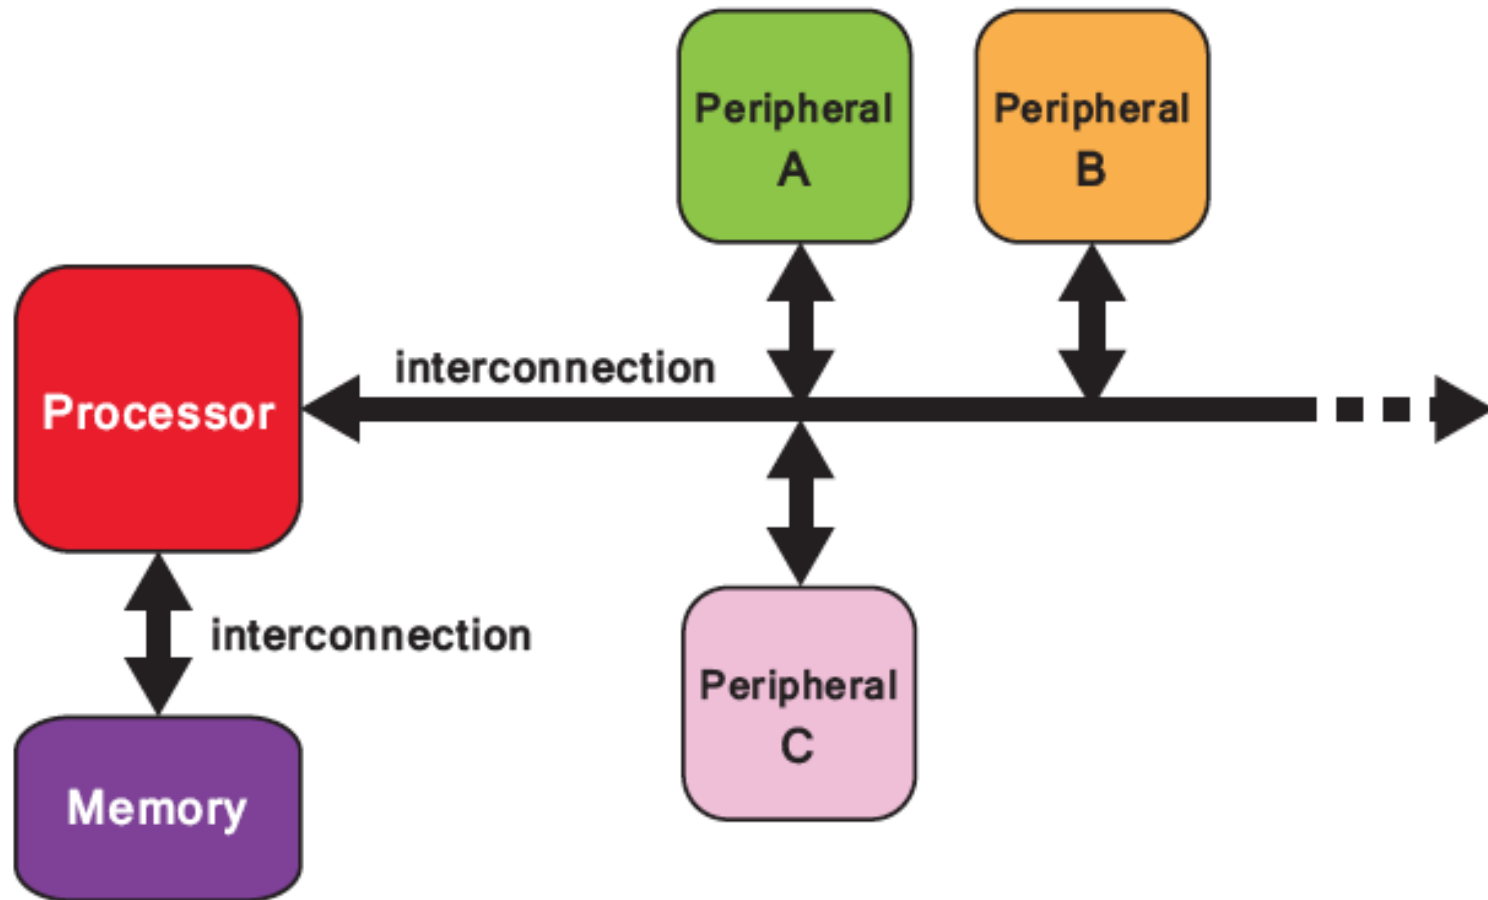 Peripheral
A
Peripheral
B
interconnection
Processor
interconnection
Peripheral
C
Memory